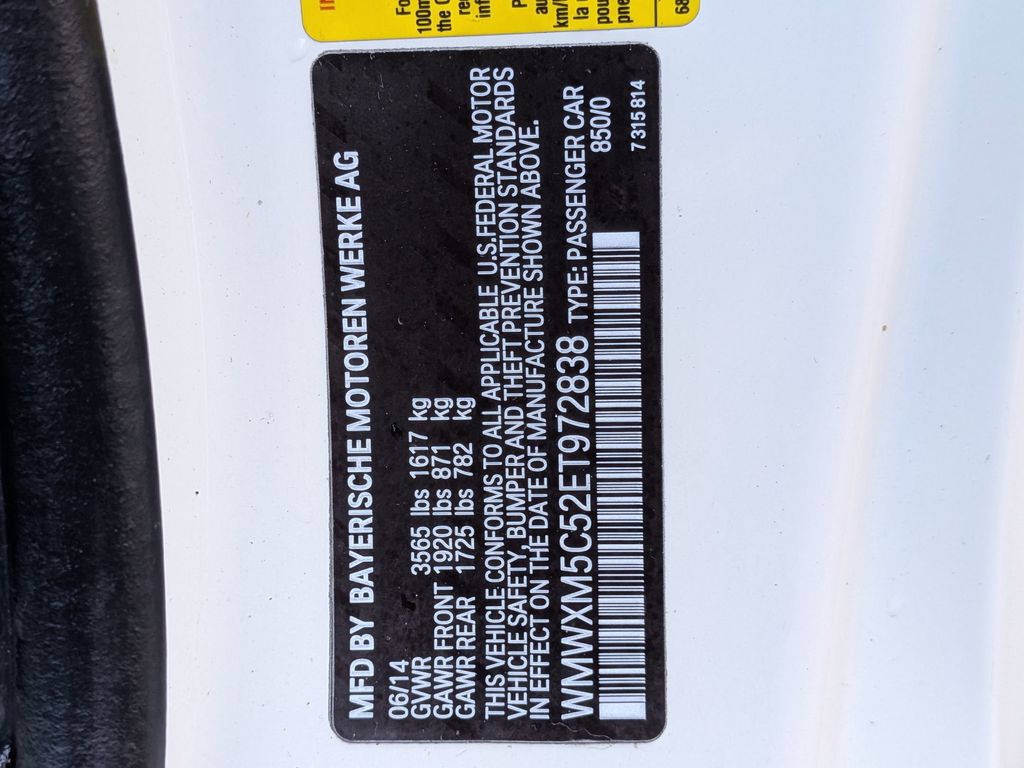 MFD BY BAYERISCHE MOTOREN WERKE AG
06/14
GVWR 3565 lbs 1617 kg
GAWR FRONT 1920 lbs 871 kg
GAWR REAR 1725 lbs 782 kg
THIS VEHICLE CONFORMS TO ALL APPLICABLE U.S.FEDERAL MOTOR
VEHICLE SAFETY, BUMPER AND THEFT PREVENTION STANDARDS
IN EFFECT ON THE DATE OF MANUFACTURE SHOWN ABOVE.
WMWXM5C52ET972838 TYPE: PASSENGER CAR
850/0
7 315 814